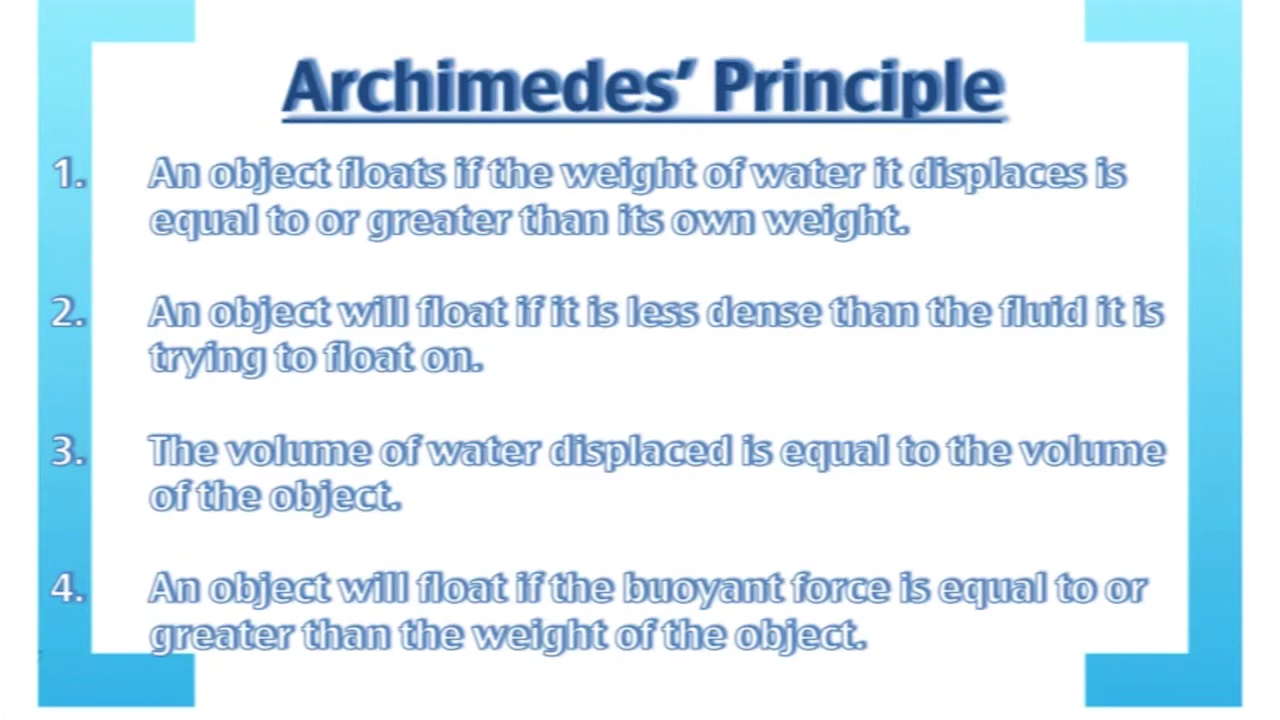 Archimedes’ Principle
1. An object floats if the weight of water it displaces is
equal to or greater than its own weight.
2. An object will float if it is less dense than the fluid it is
trying to float on.
3. The volume of water displaced is equal to the volume
of the object.
4. An object will float if the buoyant force is equal to or
greater than the weight of the object.